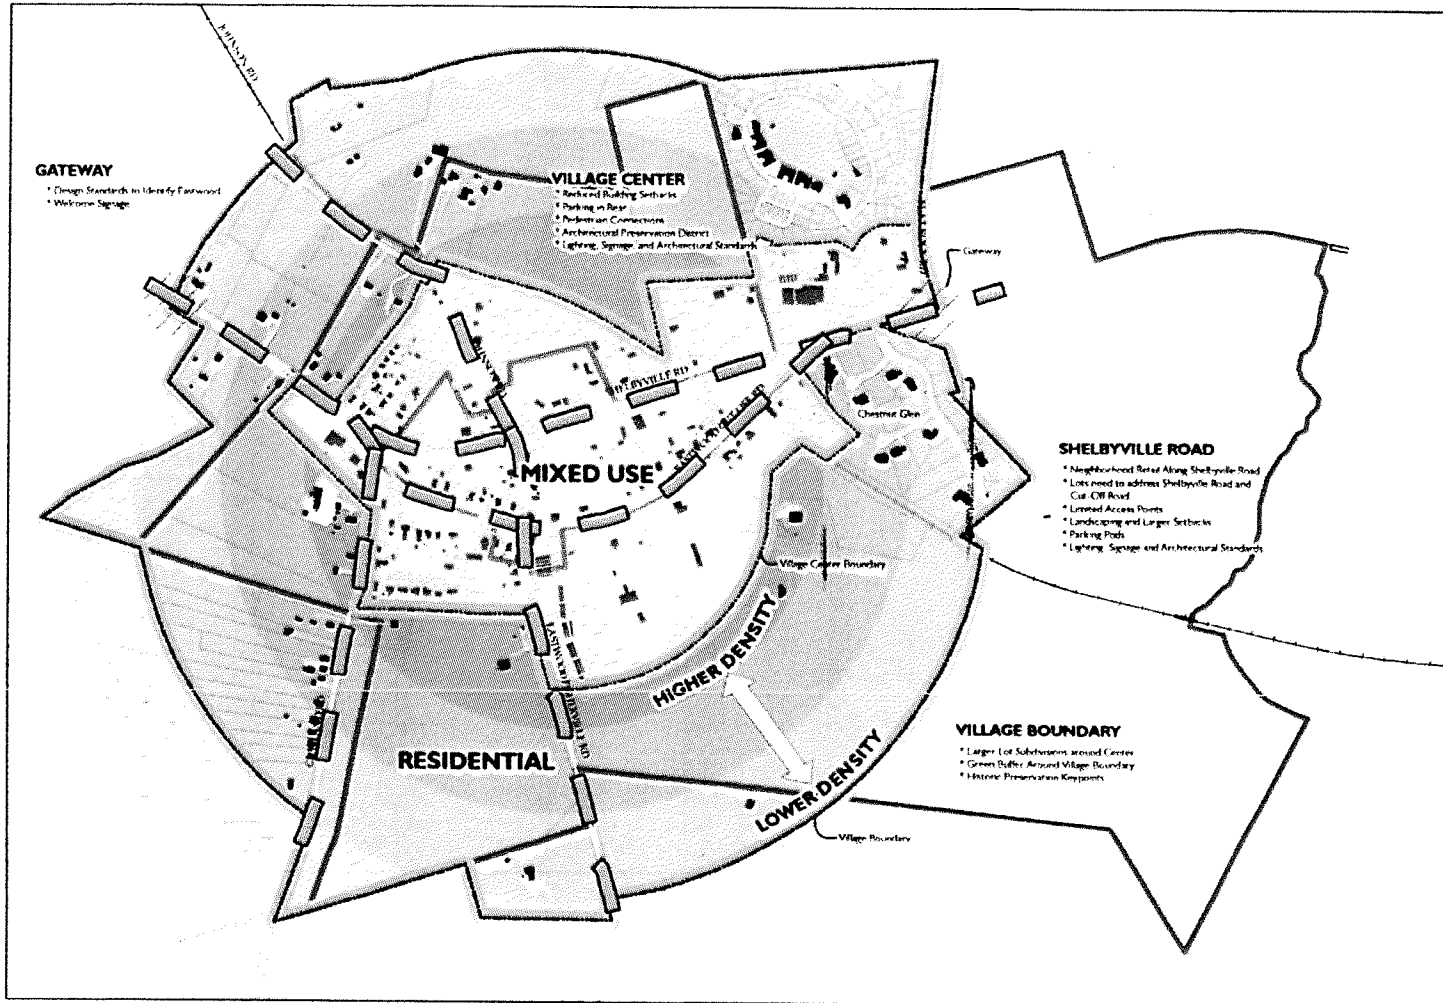 JOHNSON RD
GATEWAY
* Design Standards to Identify Eastwood
* Welcome Signage
VILLAGE CENTER
* Reduced Building Setbacks
* Parking in Rear
* Pedestrian Connections
* Architectural Preservation District
* Lighting, Signage, and Architectural Standards
Gateway
SHELBYVILLE RD
Chestnut Glen
MIXED USE
SHELBYVILLE ROAD
* Neighborhood Retail Along Shelbyville Road
* Lots need to address Shelbyville Road and
Cut-Off Road
* Limited Access Points
* Landscaping and Larger Setbacks
* Parking Pods
* Lighting, Signage and Architectural Standards
Village Center Boundary
HIGHER DENSITY
LOWER DENSITY
RESIDENTIAL
VILLAGE BOUNDARY
* Larger Lot Subdivisions around Center
* Green Buffer Around Village Boundary
* Historic Preservation Keypoints
Village Boundary